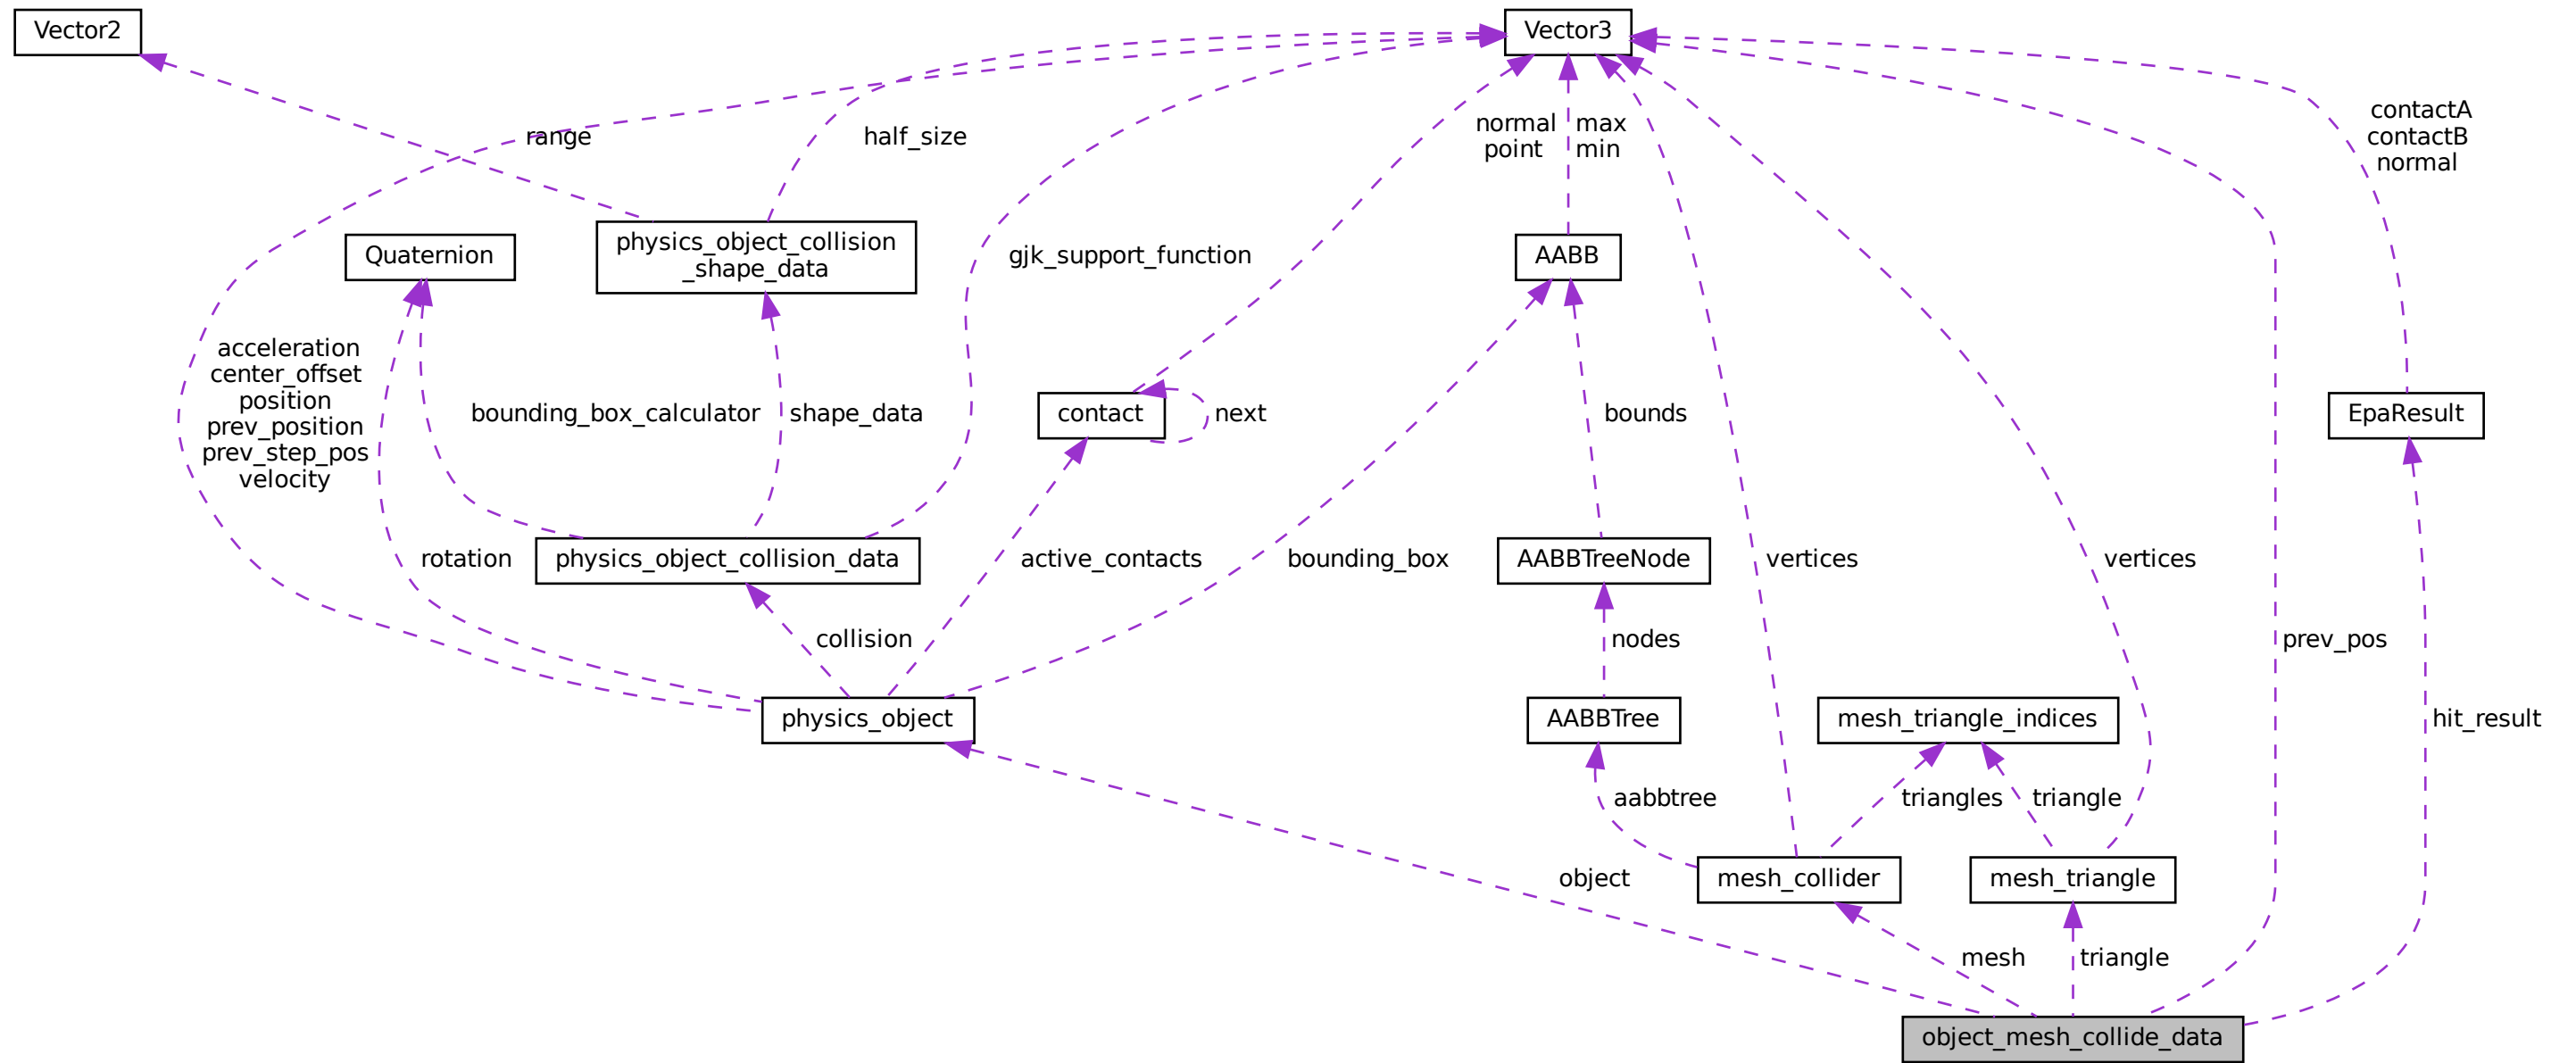 Vector2
Vector3
contactA
contactB
normal
range
half_size
normal
point
max
min
Quaternion
physics_object_collision
_shape_data
gjk_support_function
AABB
acceleration
center_offset
position
prev_position
prev_step_pos
velocity
bounding_box_calculator
shape_data
contact
next
bounds
EpaResult
rotation
physics_object_collision_data
active_contacts
bounding_box
AABBTreeNode
vertices
vertices
collision
nodes
prev_pos
physics_object
AABBTree
mesh_triangle_indices
hit_result
aabbtree
triangles
triangle
object
mesh_collider
mesh_triangle
mesh
triangle
object_mesh_collide_data